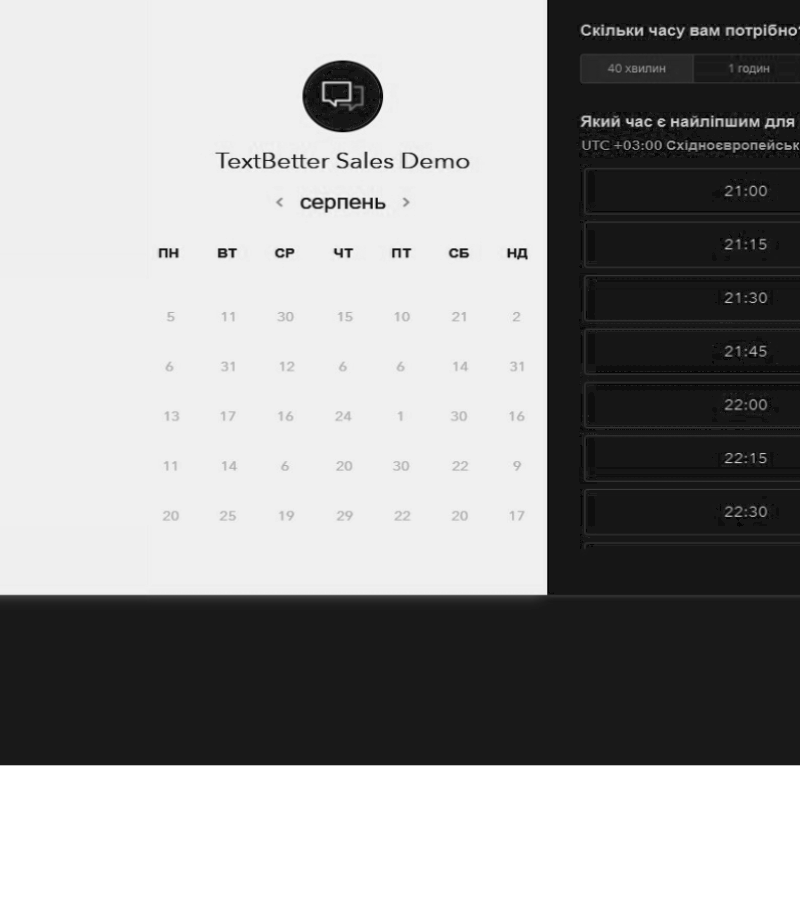 TextBetter Sales Demo
< серпень >
ПН ВТ СР ЧТ ПТ СБ НД
5 11 30 15 10 21 2
6 31 12 6 6 14 31
13 17 16 24 1 30 16
11 14 6 20 30 22 9
20 25 19 29 22 20 17
Скільки часу вам потрібно?
40 хвилин 1 годин
Який час є найліпшим для
UTC +03:00 Східноєвропейськ
21:00
21:15
21:30
21:45
22:00
22:15
22:30